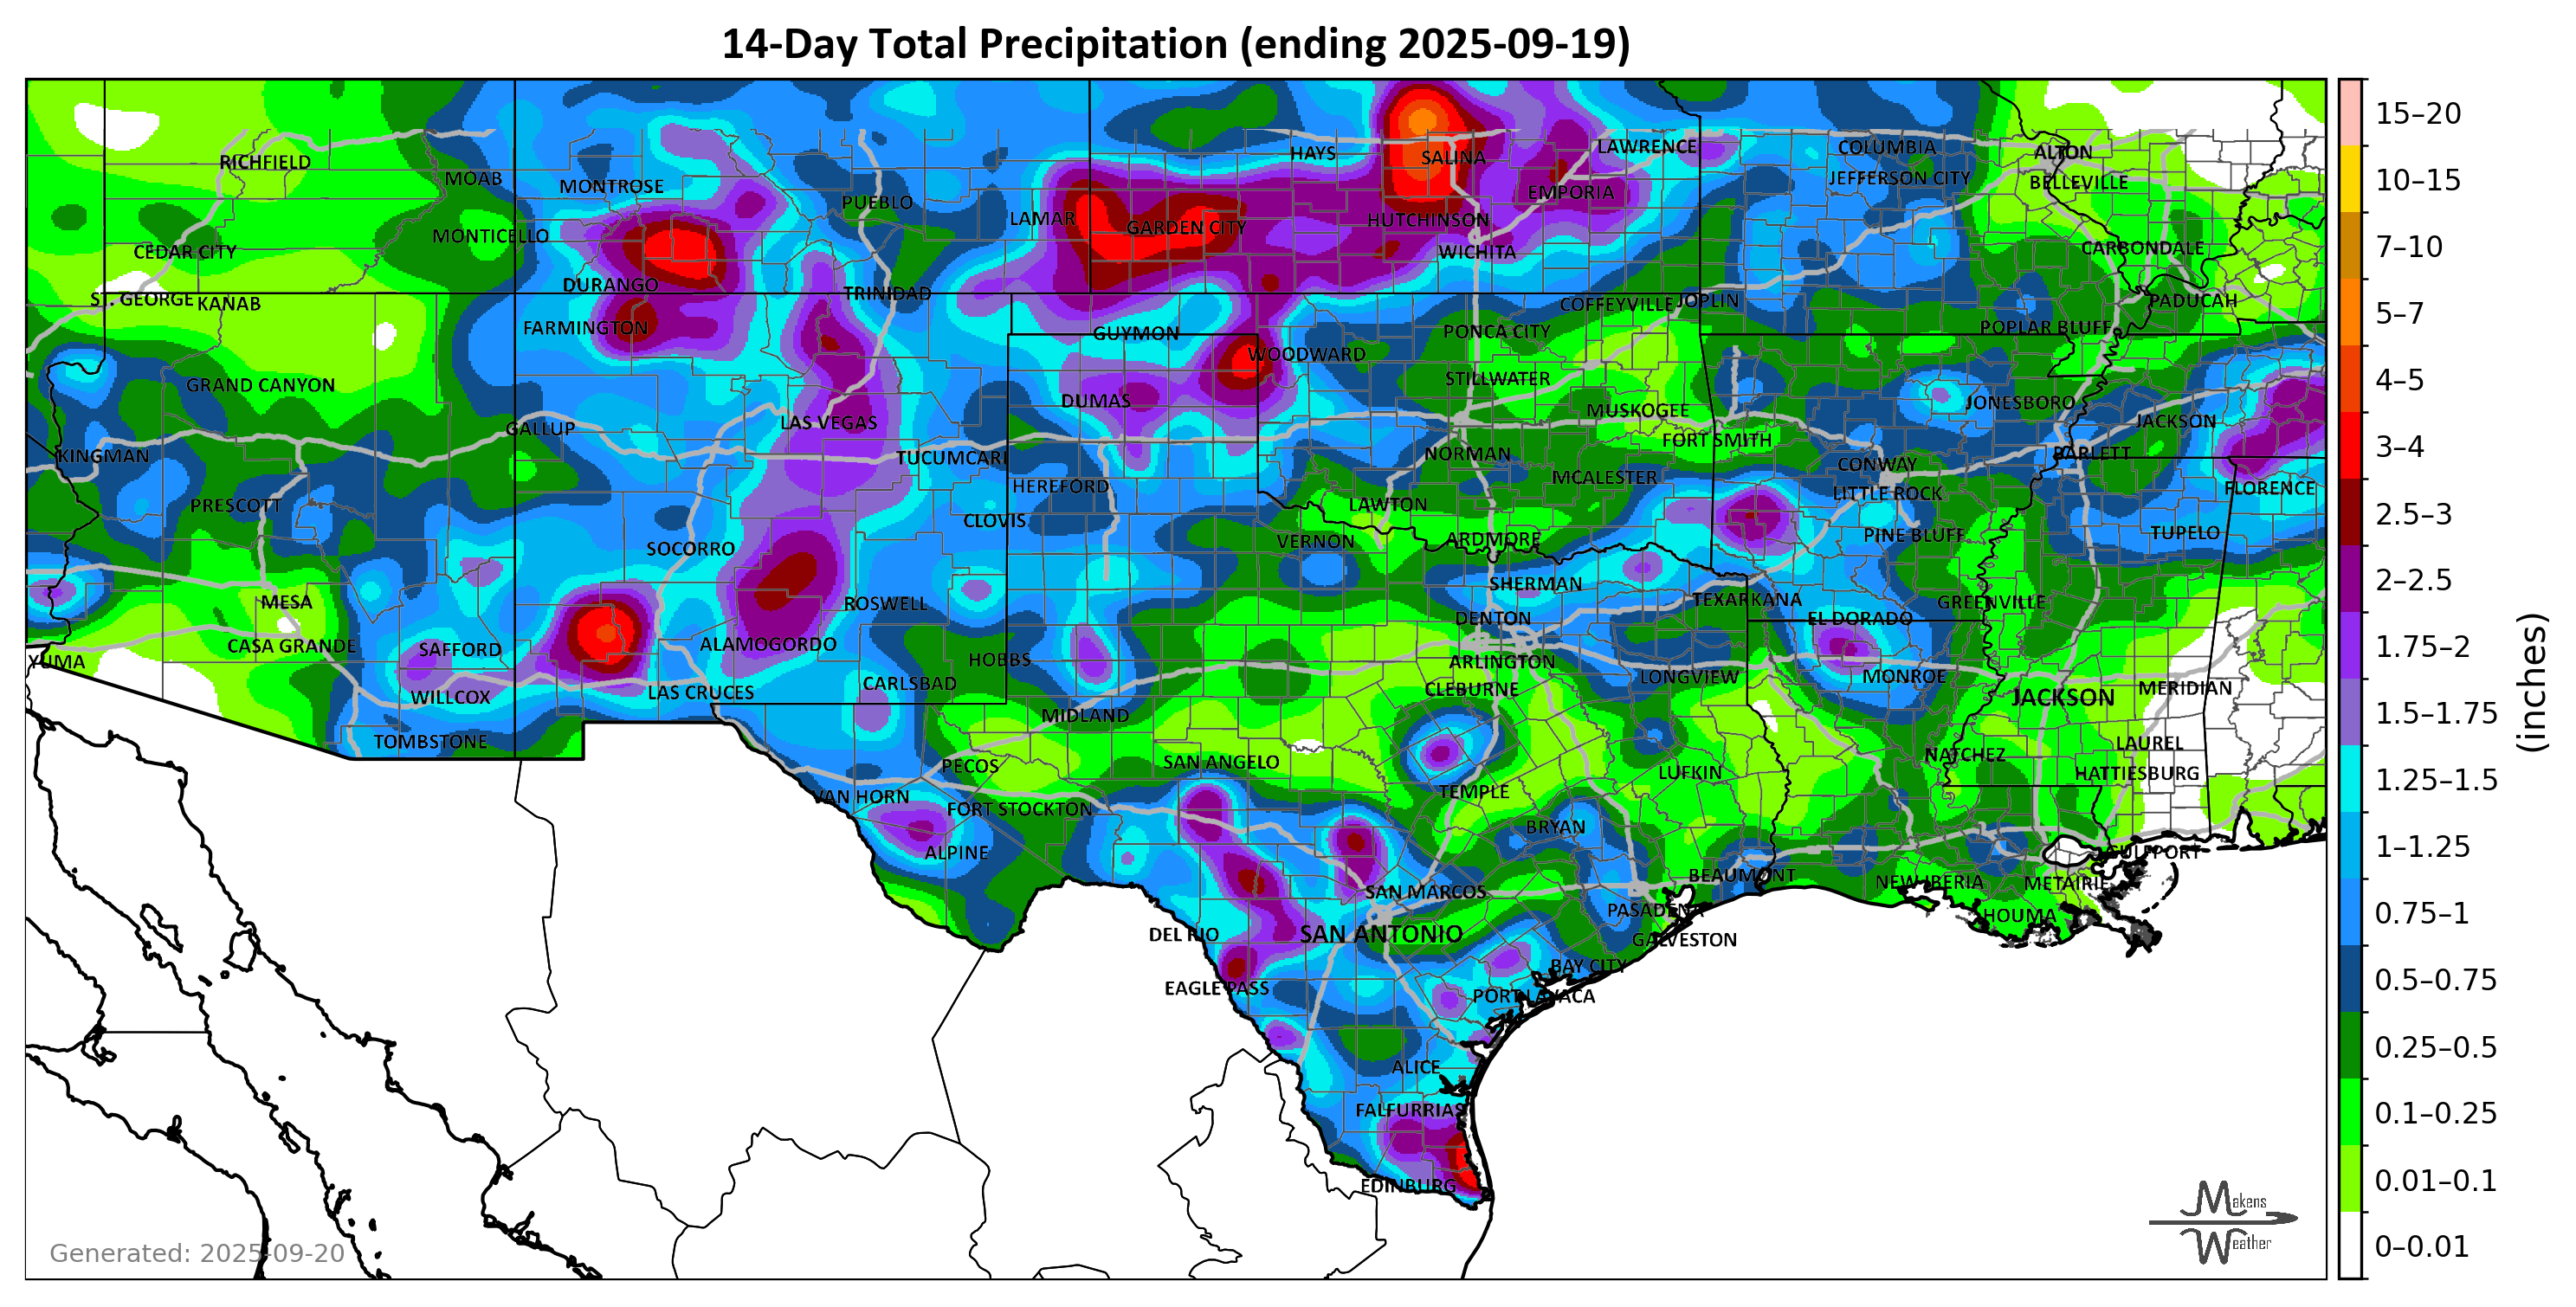 14-Day Total Precipitation (ending 2025-09-19)
HAYS
SALINA
LAWRENCE
COLUMBIA
ALTON
RICHFIELD
MOAB
MONTROSE
EMPORIA
JEFFERSON CITY
BELLEVILLE
PUEBLO
LAMAR
GARDEN CITY
HUTCHINSON
MONTICELLO
CEDAR CITY
WICHITA
CARBONDALE
DURANGO
TRINIDAD
ST. GEORGE
KANAB
COFFEYVILLE
JOPLIN
PADUCAH
FARMINGTON
GUYMON
PONCA CITY
POPLAR BLUFF
WOODWARD
GRAND CANYON
STILLWATER
DUMAS
MUSKOGEE
JONESBORO
GALLUP
LAS VEGAS
JACKSON
FORT SMITH
KINGMAN
TUCUMCARI
NORMAN
BARLETT
CONWAY
HEREFORD
MCALESTER
LITTLE ROCK
FLORENCE
PRESCOTT
LAWTON
CLOVIS
PINE BLUFF
TUPELO
SOCORRO
VERNON
ARDMORE
SHERMAN
MESA
ROSWELL
TEXARKANA
GREENVILLE
DENTON
EL DORADO
CASA GRANDE
SAFFORD
ALAMOGORDO
YUMA
HOBBS
ARLINGTON
WILLCOX
LAS CRUCES
CARLSBAD
CLEBURNE
LONGVIEW
MONROE
JACKSON
MERIDIAN
MIDLAND
TOMBSTONE
LAUREL
PECOS
SAN ANGELO
NATCHEZ
LUFKIN
HATTIESBURG
TEMPLE
VAN HORN
FORT STOCKTON
BRYAN
ALPINE
GULFPORT
SAN MARCOS
BEAUMONT
NEW IBERIA
METAIRIE
PASADENA
HOUMA
DEL RIO
SAN ANTONIO
GALVESTON
BAY CITY
EAGLE PASS
PORT LAVACA
ALICE
FALFURRIAS
EDINBURG
Generated: 2025-09-20
Makens
Weather
15–20
10–15
7–10
5–7
4–5
3–4
2.5–3
2–2.5
1.75–2
1.5–1.75
1.25–1.5
1–1.25
0.75–1
0.5–0.75
0.25–0.5
0.1–0.25
0.01–0.1
0–0.01
(inches)